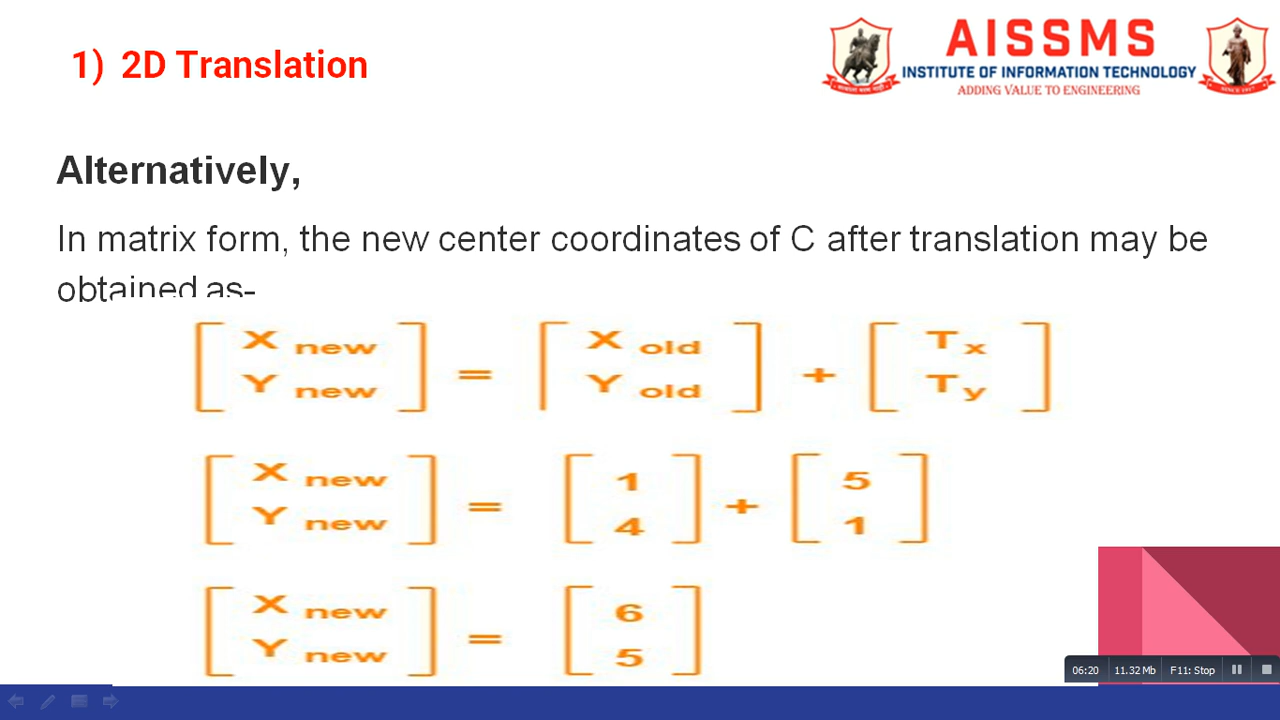 1) 2D Translation
AISSMS
INSTITUTE OF INFORMATION TECHNOLOGY
ADDING VALUE TO ENGINEERING
SINCE 1917
Alternatively,
In matrix form, the new center coordinates of C after translation may be
obtained as-
X new = X old + Tx
Y new Y old Ty
X new = 1 + 5
Y new 4 1
X new = 6
Y new 5
06:20 11.32 Mb F11: Stop